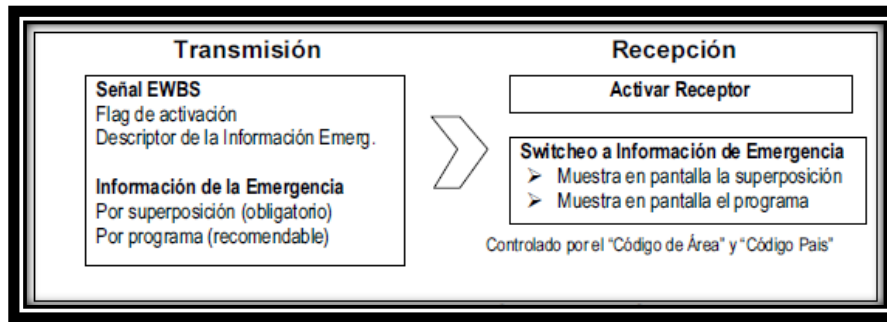 Transmisión
Señal EWBS
Flag de activación
Descriptor de la Información Emerg.
Información de la Emergencia
Por superposición (obligatorio)
Por programa (recomendable)
Recepción
Activar Receptor
Switcheo a Información de Emergencia
➢ Muestra en pantalla la superposición
➢ Muestra en pantalla el programa
Controlado por el “Código de Área” y “Código Pais”